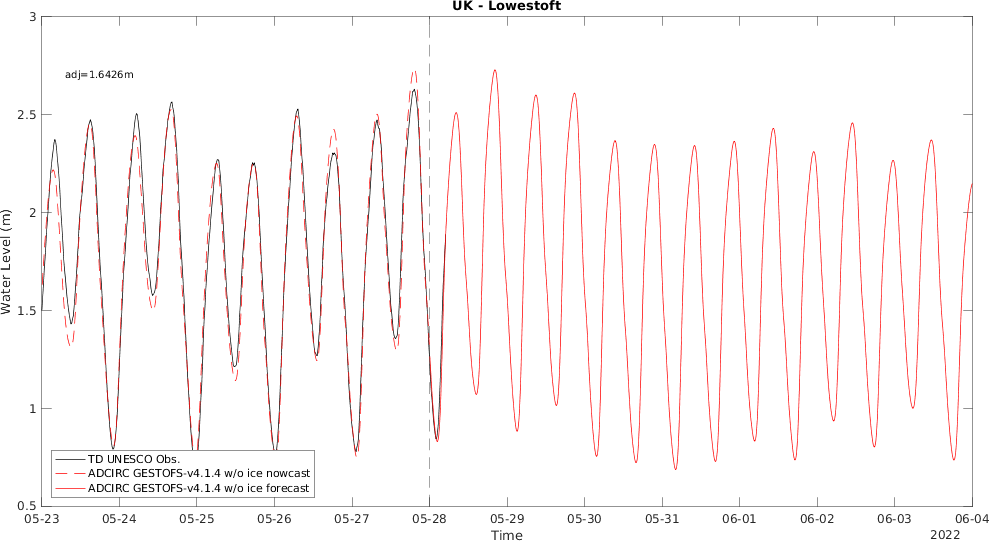 UK - Lowestoft
3
adj=1.6426m
2.5
2
Water Level (m)
1.5
1
TD UNESCO Obs.
ADCIRC GESTOFS-v4.1.4 w/o ice nowcast
ADCIRC GESTOFS-v4.1.4 w/o ice forecast
0.5
05-23 05-24 05-25 05-26 05-27 05-28 05-29 05-30 05-31 06-01 06-02 06-03 06-04
Time
2022